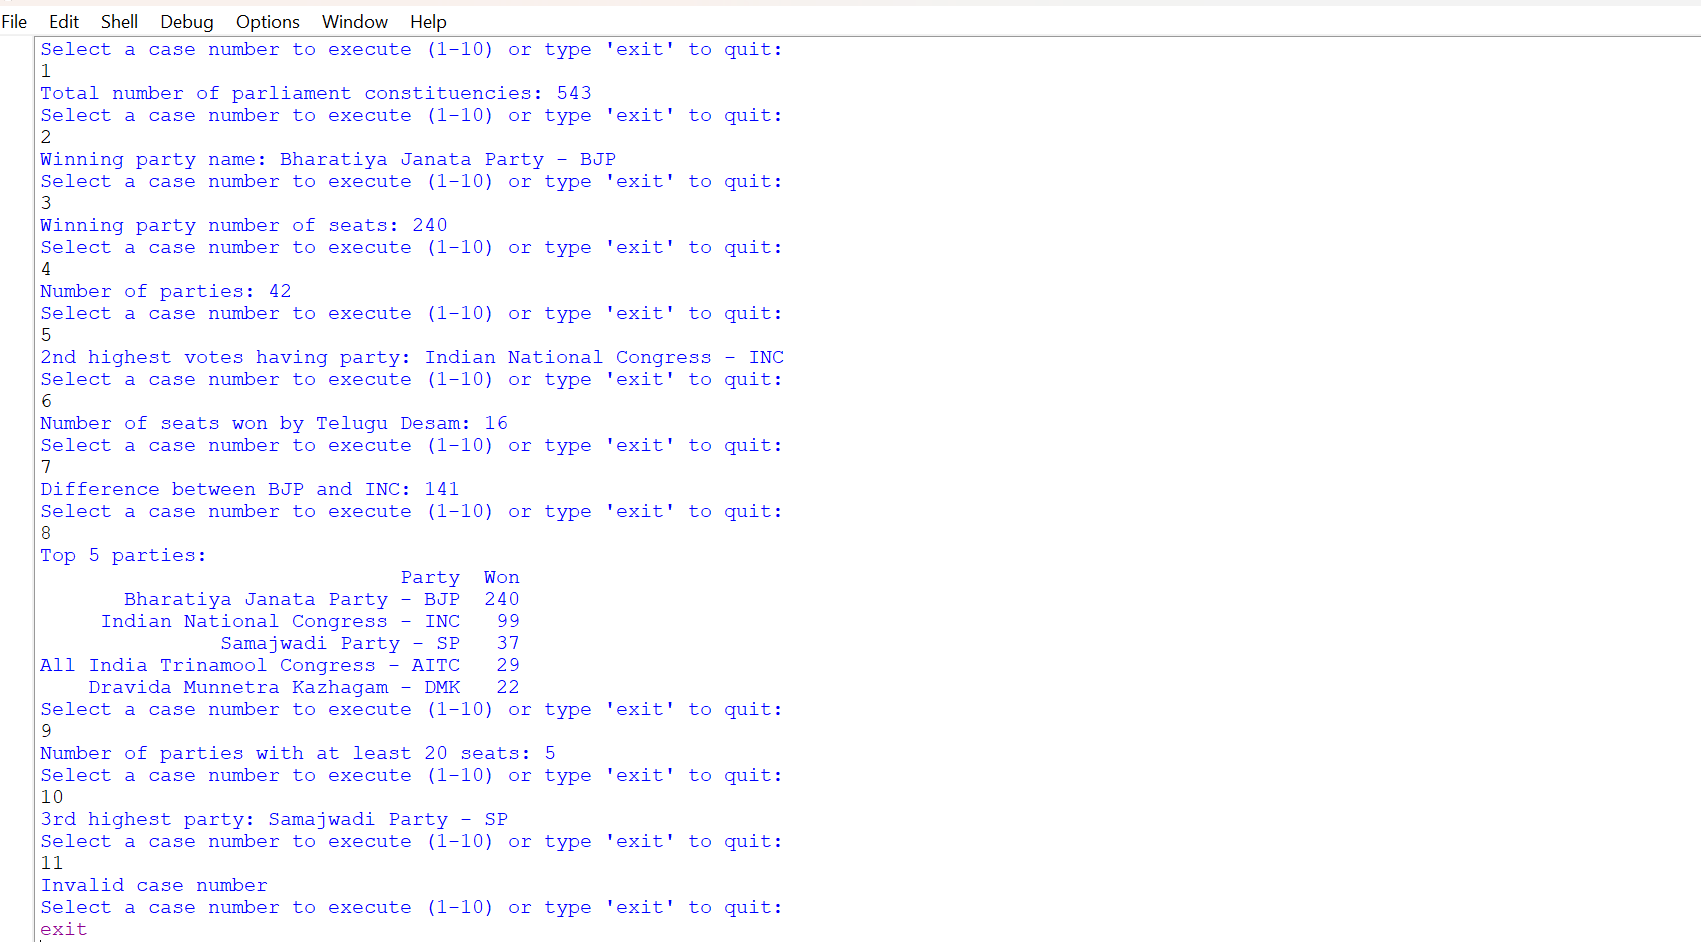 File Edit Shell Debug Options Window Help
Select a case number to execute (1-10) or type 'exit' to quit:
1
Total number of parliament constituencies: 543
Select a case number to execute (1-10) or type 'exit' to quit:
2
Winning party name: Bharatiya Janata Party - BJP
Select a case number to execute (1-10) or type 'exit' to quit:
3
Winning party number of seats: 240
Select a case number to execute (1-10) or type 'exit' to quit:
4
Number of parties: 42
Select a case number to execute (1-10) or type 'exit' to quit:
5
2nd highest votes having party: Indian National Congress - INC
Select a case number to execute (1-10) or type 'exit' to quit:
6
Number of seats won by Telugu Desam: 16
Select a case number to execute (1-10) or type 'exit' to quit:
7
Difference between BJP and INC: 141
Select a case number to execute (1-10) or type 'exit' to quit:
8
Top 5 parties:
Party Won
Bharatiya Janata Party - BJP 240
Indian National Congress - INC 99
Samajwadi Party - SP 37
All India Trinamool Congress - AITC 29
Dravida Munnetra Kazhagam - DMK 22
Select a case number to execute (1-10) or type 'exit' to quit:
9
Number of parties with at least 20 seats: 5
Select a case number to execute (1-10) or type 'exit' to quit:
10
3rd highest party: Samajwadi Party - SP
Select a case number to execute (1-10) or type 'exit' to quit:
11
Invalid case number
Select a case number to execute (1-10) or type 'exit' to quit:
exit